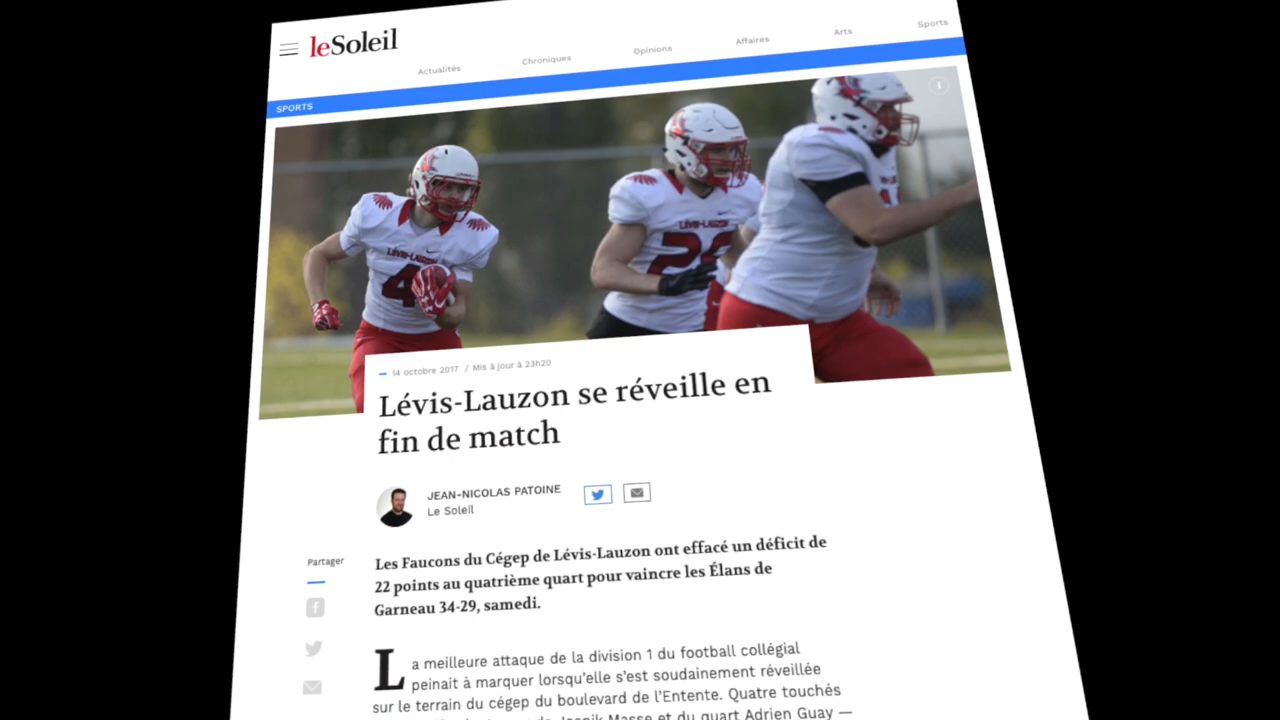 leSoleil
Actualités Chroniques Opinions Affaires Arts Sports
SPORTS
LÉVIS-LAUZON
LÉVIS-LAUZON
14 octobre 2017 / Mis à jour à 23h20
Lévis-Lauzon se réveille en
fin de match
JEAN-NICOLAS PATOINE
Le Soleil
Partager
Les Faucons du Cégep de Lévis-Lauzon ont effacé un déficit de
22 points au quatrième quart pour vaincre les Élans de
Garneau 34-29, samedi.
La meilleure attaque de la division 1 du football collégial
peinait à marquer lorsqu'elle s'est soudainement réveillée
sur le terrain du cégep du boulevard de l'Entente. Quatre touchés
Masse et du quart Adrien Guay —